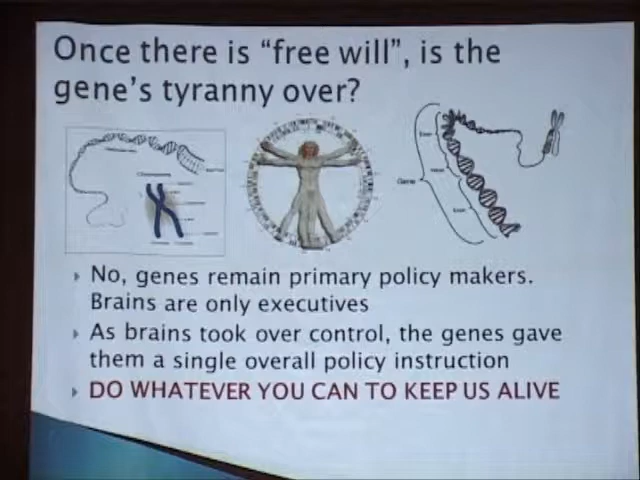 Once there is “free will”, is the
gene’s tyranny over?
Gene
No, genes remain primary policy makers.
Brains are only executives
As brains took over control, the genes gave
them a single overall policy instruction
DO WHATEVER YOU CAN TO KEEP US ALIVE